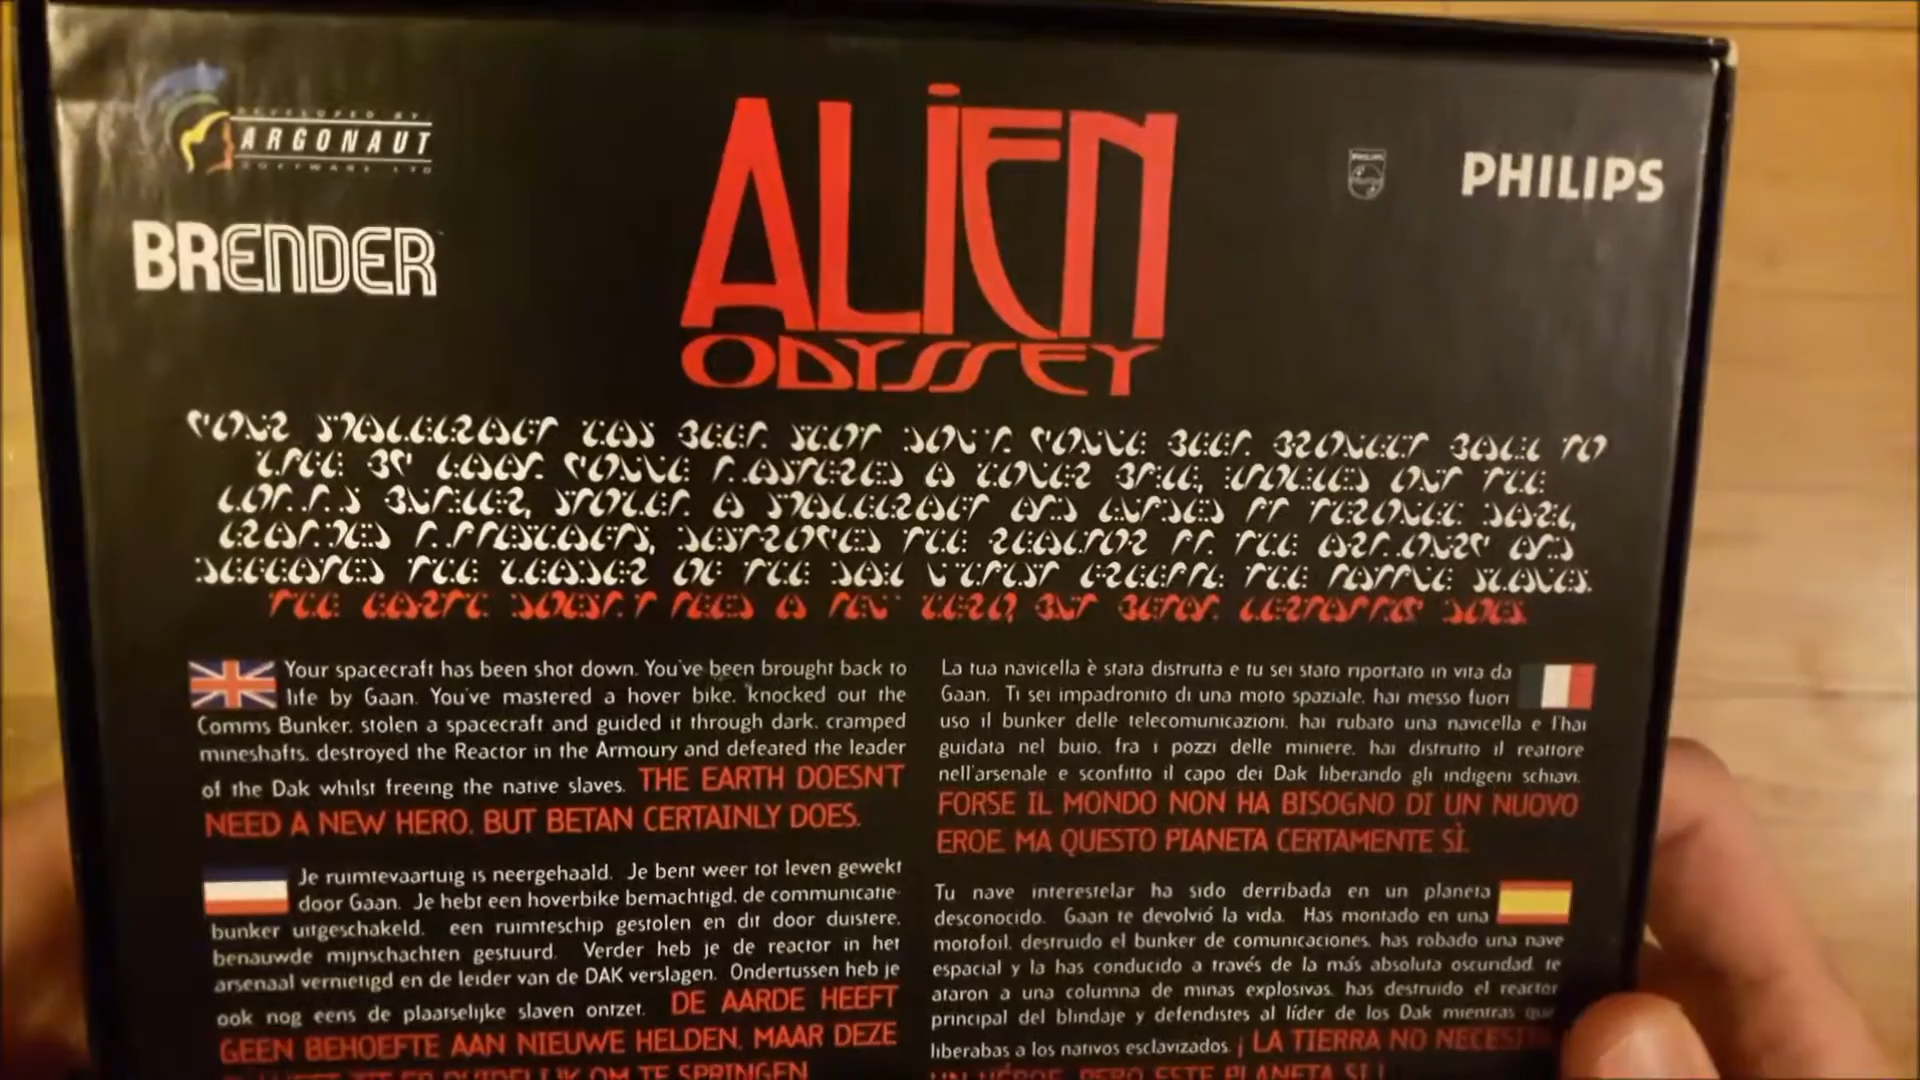 DEVELOPED BY
ARGONAUT
SOFTWARE LTD
BRENDER
ALIEN
ODYSSEY
PHILIPS
PHILIPS
Your spacecraft has been shot down. You've been brought back to
life by Gaan. You've mastered a hover bike, knocked out the
Comms Bunker, stolen a spacecraft and guided it through dark, cramped
mineshafts, destroyed the Reactor in the Armoury and defeated the leader
of the Dak whilst freeing the native slaves. THE EARTH DOESN'T
NEED A NEW HERO, BUT BETAN CERTAINLY DOES.
Je ruimtevaartuig is neergehaald. Je bent weer tot leven gewekt
door Gaan. Je hebt een hoverbike bemachtigd, de communicatie-
bunker uitgeschakeld, een ruimteschip gestolen en dit door duistere,
benauwde mijnschachten gestuurd. Verder heb je de reactor in het
arsenaal vernietigd en de leider van de DAK verslagen. Ondertussen heb je
ook nog eens de plaatselijke slaven ontzet. DE AARDE HEEFT
GEEN BEHOEFTE AAN NIEUWE HELDEN, MAAR DEZE
OM TE SPRINGEN
La tua navicella è stata distrutta e tu sei stato riportato in vita da
Gaan. Ti sei impadronito di una moto spaziale, hai messo fuori
uso il bunker delle telecomunicazioni, hai rubato una navicella e l'hai
guidata nel buio, fra i pozzi delle miniere, hai distrutto il reattore
nell'arsenale e sconfitto il capo dei Dak liberando gli indigeni schiavi.
FORSE IL MONDO NON HA BISOGNO DI UN NUOVO
EROE, MA QUESTO PIANETA CERTAMENTE SÌ.
Tu nave interestelar ha sido derribada en un planeta
desconocido. Gaan te devolvió la vida. Has montado en una
motofoil, destruido el bunker de comunicaciones, has robado una nave
espacial y la has conducido a través de la más absoluta oscuridad, te
ataron a una columna de minas explosivas, has destruido el reactor
principal del blindaje y defendistes al líder de los Dak mientras que
liberabas a los nativos esclavizados. ¡ LA TIERRA NO
UN HÉROE, PERO ESTE PLANETA SI !